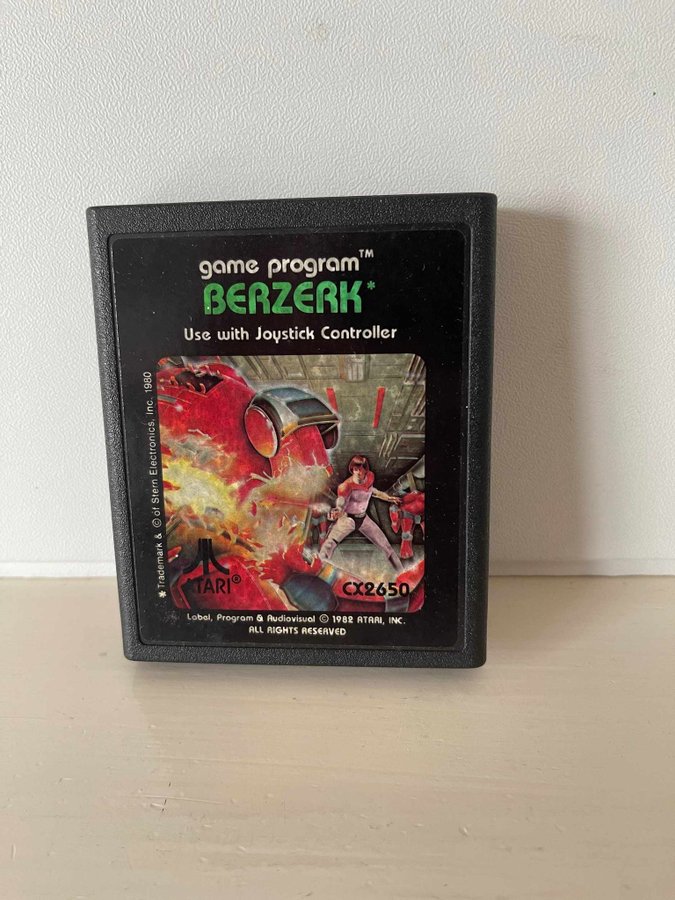 game program™
BERZERK*
Use with Joystick Controller
* Trademark & © of Stern Electronics, Inc. 1980
ATARI®
CX2650
Label, Program & Audiovisual © 1982 ATARI, INC.
ALL RIGHTS RESERVED